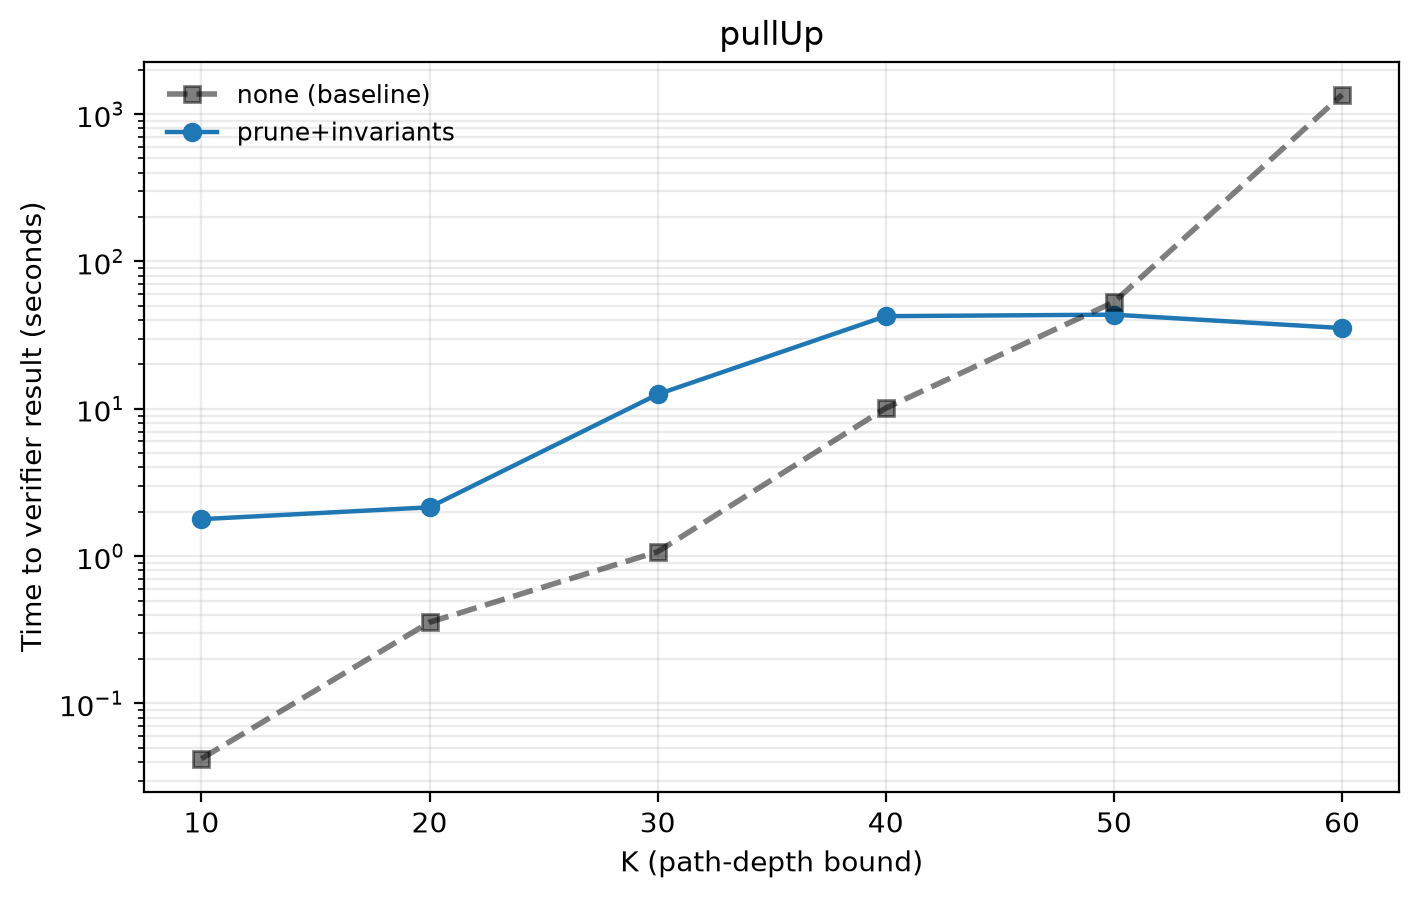 pullUp
none (baseline)
prune+invariants
Time to verifier result (seconds)
10³
10²
10¹
10⁰
10⁻¹
10 20 30 40 50 60
K (path-depth bound)